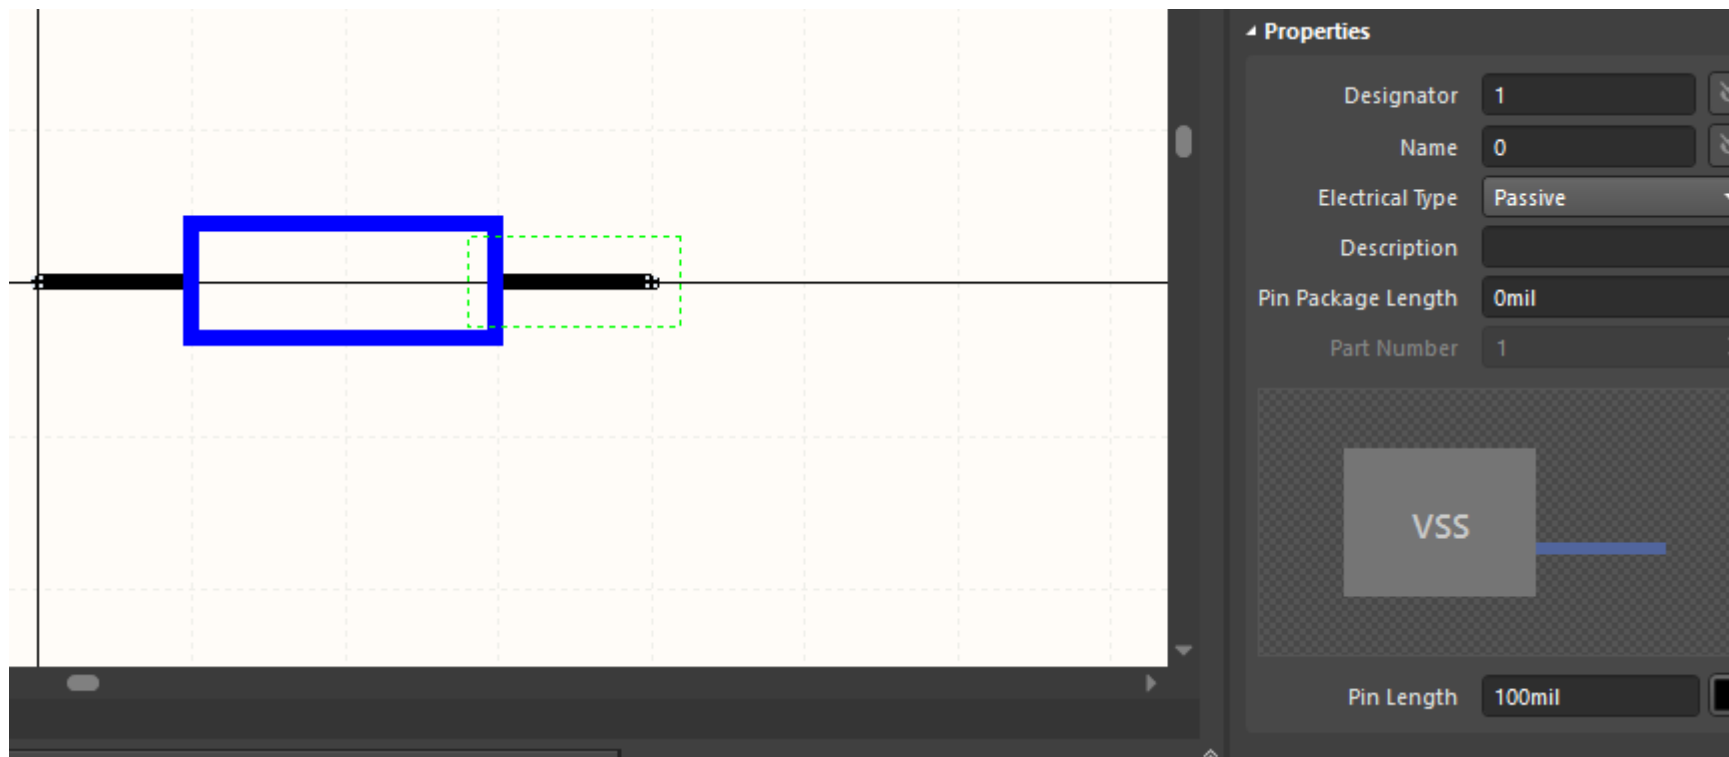 Properties
Designator 1
Name 0
Electrical Type Passive
Description
Pin Package Length 0mil
Part Number 1
VSS
Pin Length 100mil